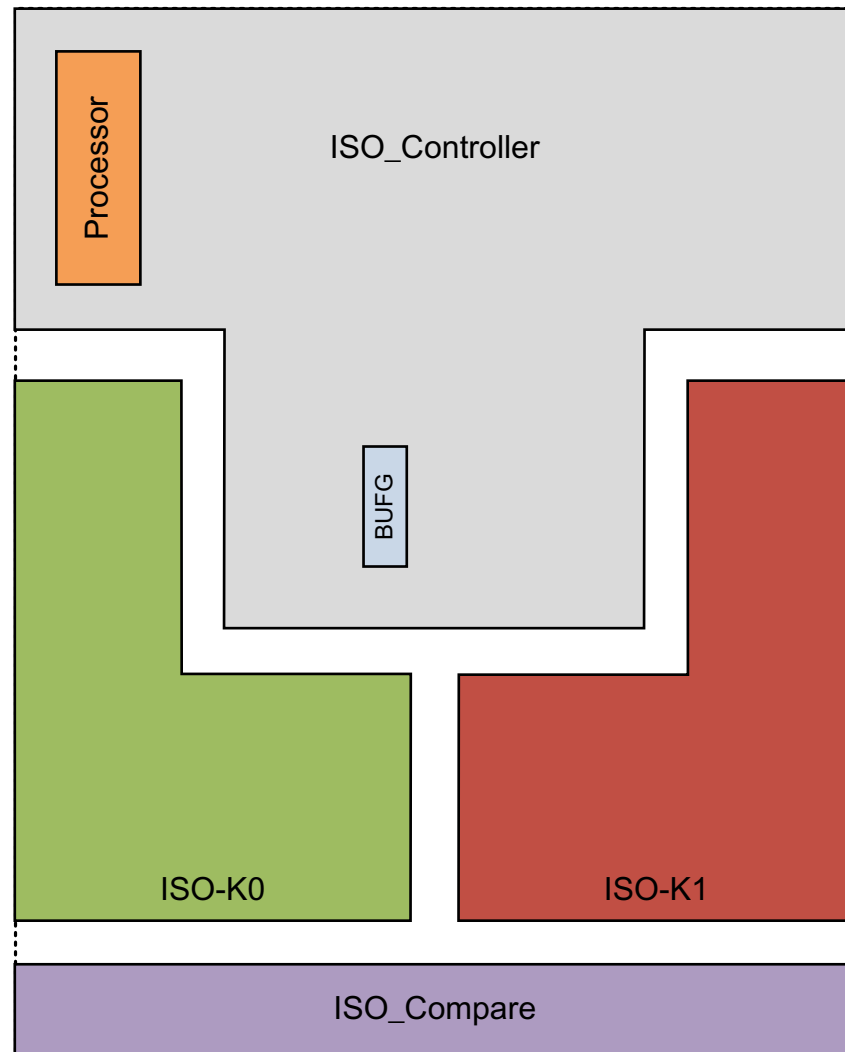 Processor
ISO_Controller
BUFG
ISO-K0
ISO-K1
ISO_Compare